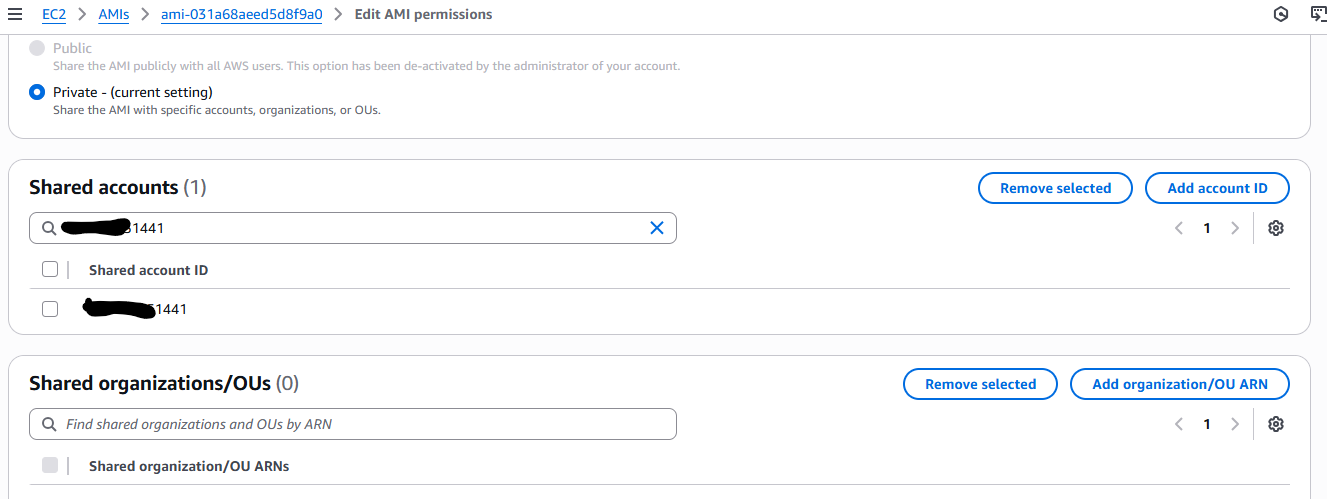 EC2 > AMIs > ami-031a68aeed5d8f9a0 > Edit AMI permissions
Public
Share the AMI publicly with all AWS users. This option has been de-activated by the administrator of your account.
Private - (current setting)
Share the AMI with specific accounts, organizations, or OUs.
Shared accounts (1) Remove selected Add account ID
1441 1
Shared account ID
1441
Shared organizations/OUs (0) Remove selected Add organization/OU ARN
Find shared organizations and OUs by ARN 1
Shared organization/OU ARNs